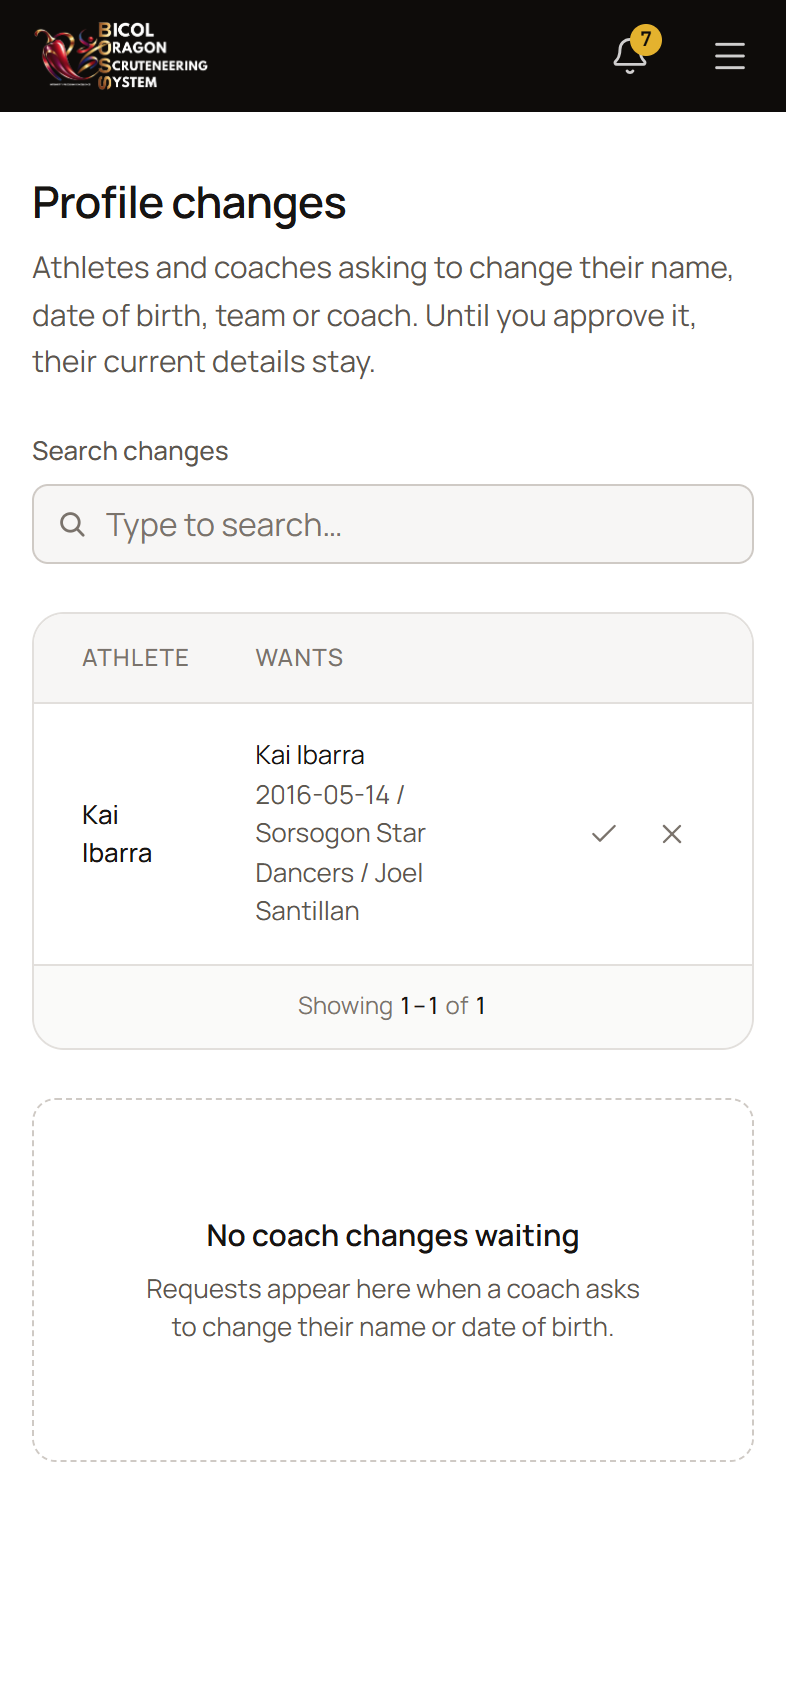 BICOL
DRAGON
SCRUTENEERING
SYSTEM
7
Profile changes
Athletes and coaches asking to change their name,
date of birth, team or coach. Until you approve it,
their current details stay.
Search changes
Type to search...
ATHLETE WANTS
Kai
Ibarra
Kai Ibarra
2016-05-14 /
Sorsogon Star
Dancers / Joel
Santillan
Showing 1–1 of 1
No coach changes waiting
Requests appear here when a coach asks
to change their name or date of birth.